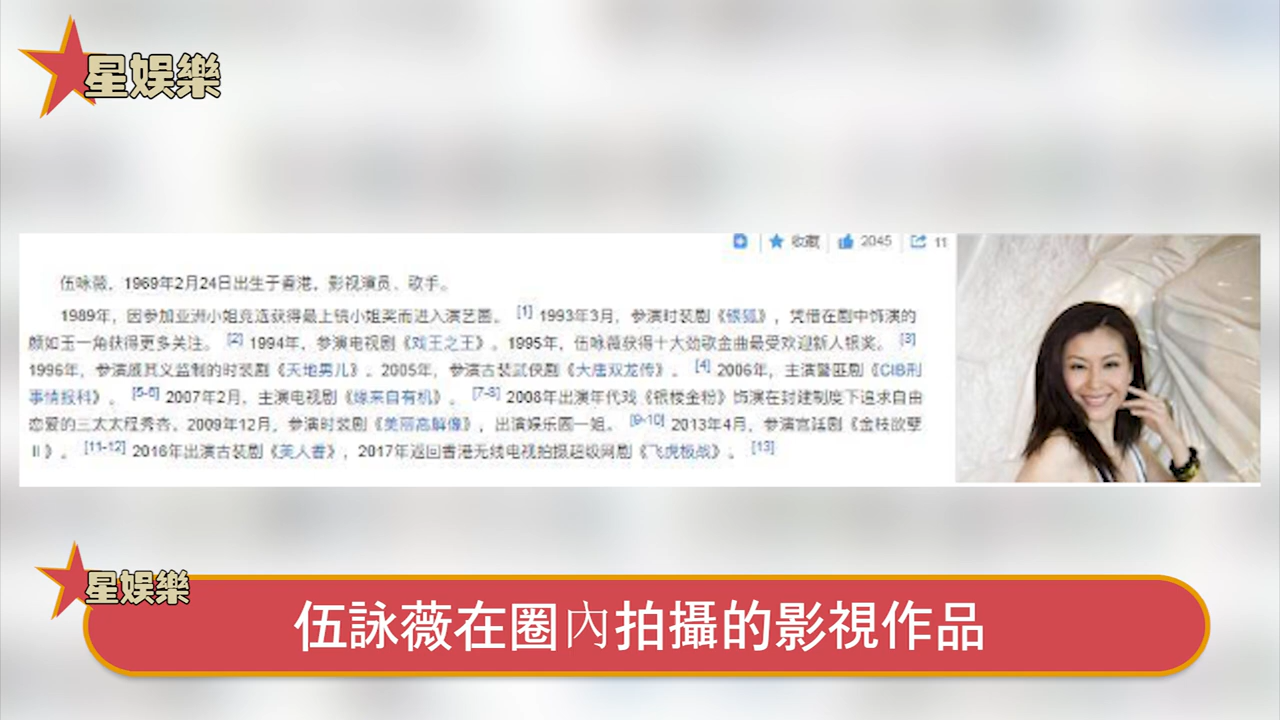 星娱樂
收藏 2045 11
伍咏薇，1969年2月24日出生于香港，影视演员、歌手。
1989年，因参加亚洲小姐竞选获得最上镜小姐奖而进入演艺圈。 [1] 1993年3月，参演时装剧《银狐》，凭借在剧中饰演的
颜如玉一角获得更多关注。 [2] 1994年，参演电视剧《戏王之王》。1995年，伍咏薇获得十大劲歌金曲最受欢迎新人银奖。 [3]
1996年，参演戚其义监制的时装剧《天地男儿》。2005年，参演古装武侠剧《大唐双龙传》。 [4] 2006年，主演警匪剧《CIB刑
事情报科》。 [5-6] 2007年2月，主演电视剧《缘来自有机》。 [7-8] 2008年出演年代戏《银楼金粉》饰演在封建制度下追求自由
恋爱的三太太程秀杏。2009年12月，参演时装剧《美丽高解像》，出演娱乐圈一姐。 [9-10] 2013年4月，参演宫廷剧《金枝欲孽
II》。 [11-12] 2016年出演古装剧《美人香》，2017年返回香港无线电视拍摄超级网剧《飞虎极战》。 [13]
星娱樂
伍詠薇在圈內拍攝的影視作品